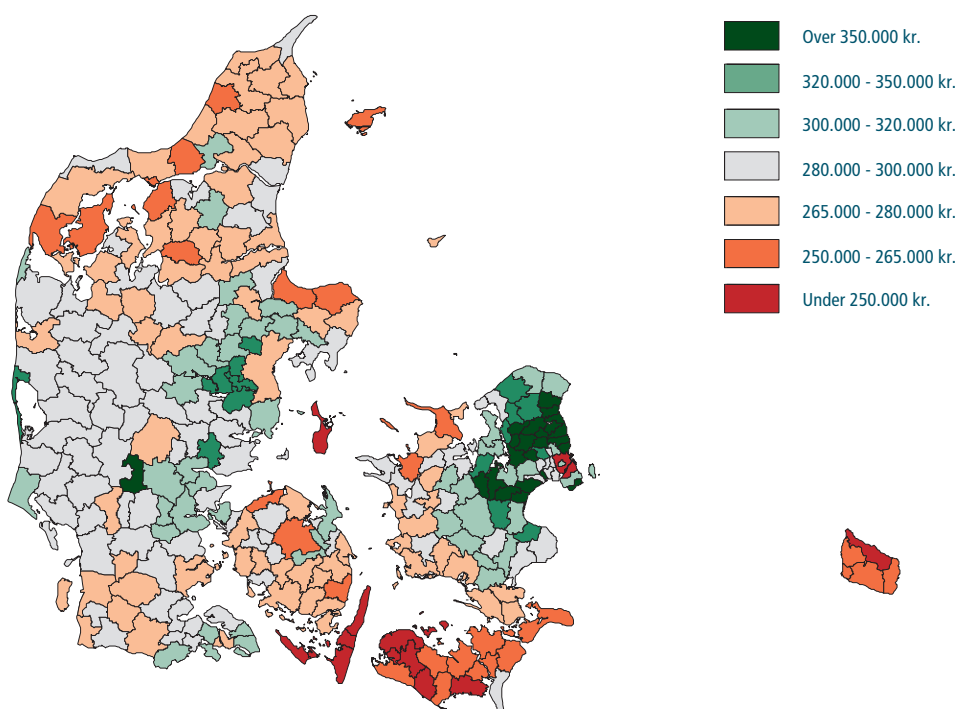 Over 350.000 kr.
320.000 - 350.000 kr.
300.000 - 320.000 kr.
280.000 - 300.000 kr.
265.000 - 280.000 kr.
250.000 - 265.000 kr.
Under 250.000 kr.